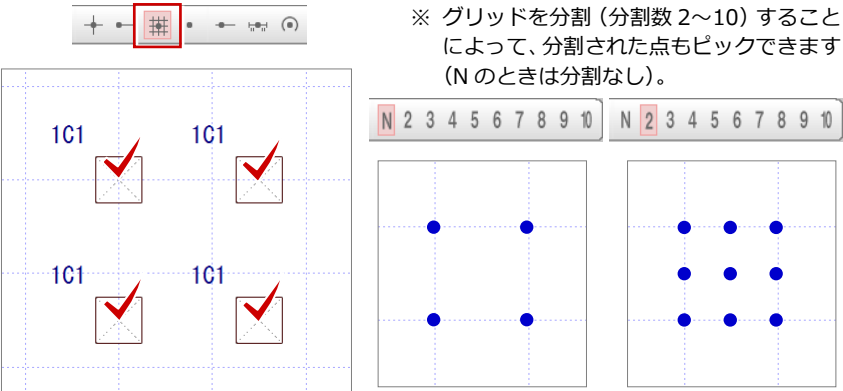 ※ グリッドを分割（分割数 2～10）すること
によって、分割された点もピックできます
（N のときは分割なし）。
N 2 3 4 5 6 7 8 9 10
N 2 3 4 5 6 7 8 9 10
1C1 1C1
1C1 1C1